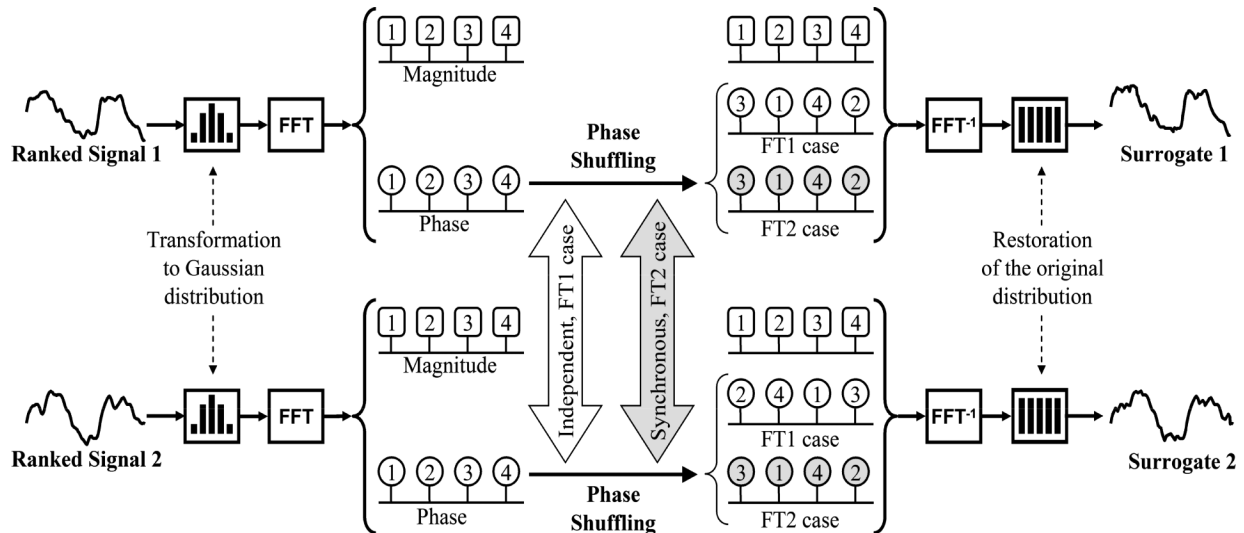 1 2 3 4
Magnitude
1 2 3 4
3 1 4 2
FT1 case
Ranked Signal 1
FFT
Phase
Shuffling
FFT-1
Surrogate 1
1 2 3 4
Phase
3 1 4 2
FT2 case
Transformation
to Gaussian
distribution
Independent, FT1 case
Synchronous, FT2 case
Restoration
of the original
distribution
1 2 3 4
Magnitude
1 2 3 4
2 4 1 3
FT1 case
Ranked Signal 2
FFT
FFT-1
Surrogate 2
1 2 3 4
Phase
Phase
Shuffling
3 1 4 2
FT2 case